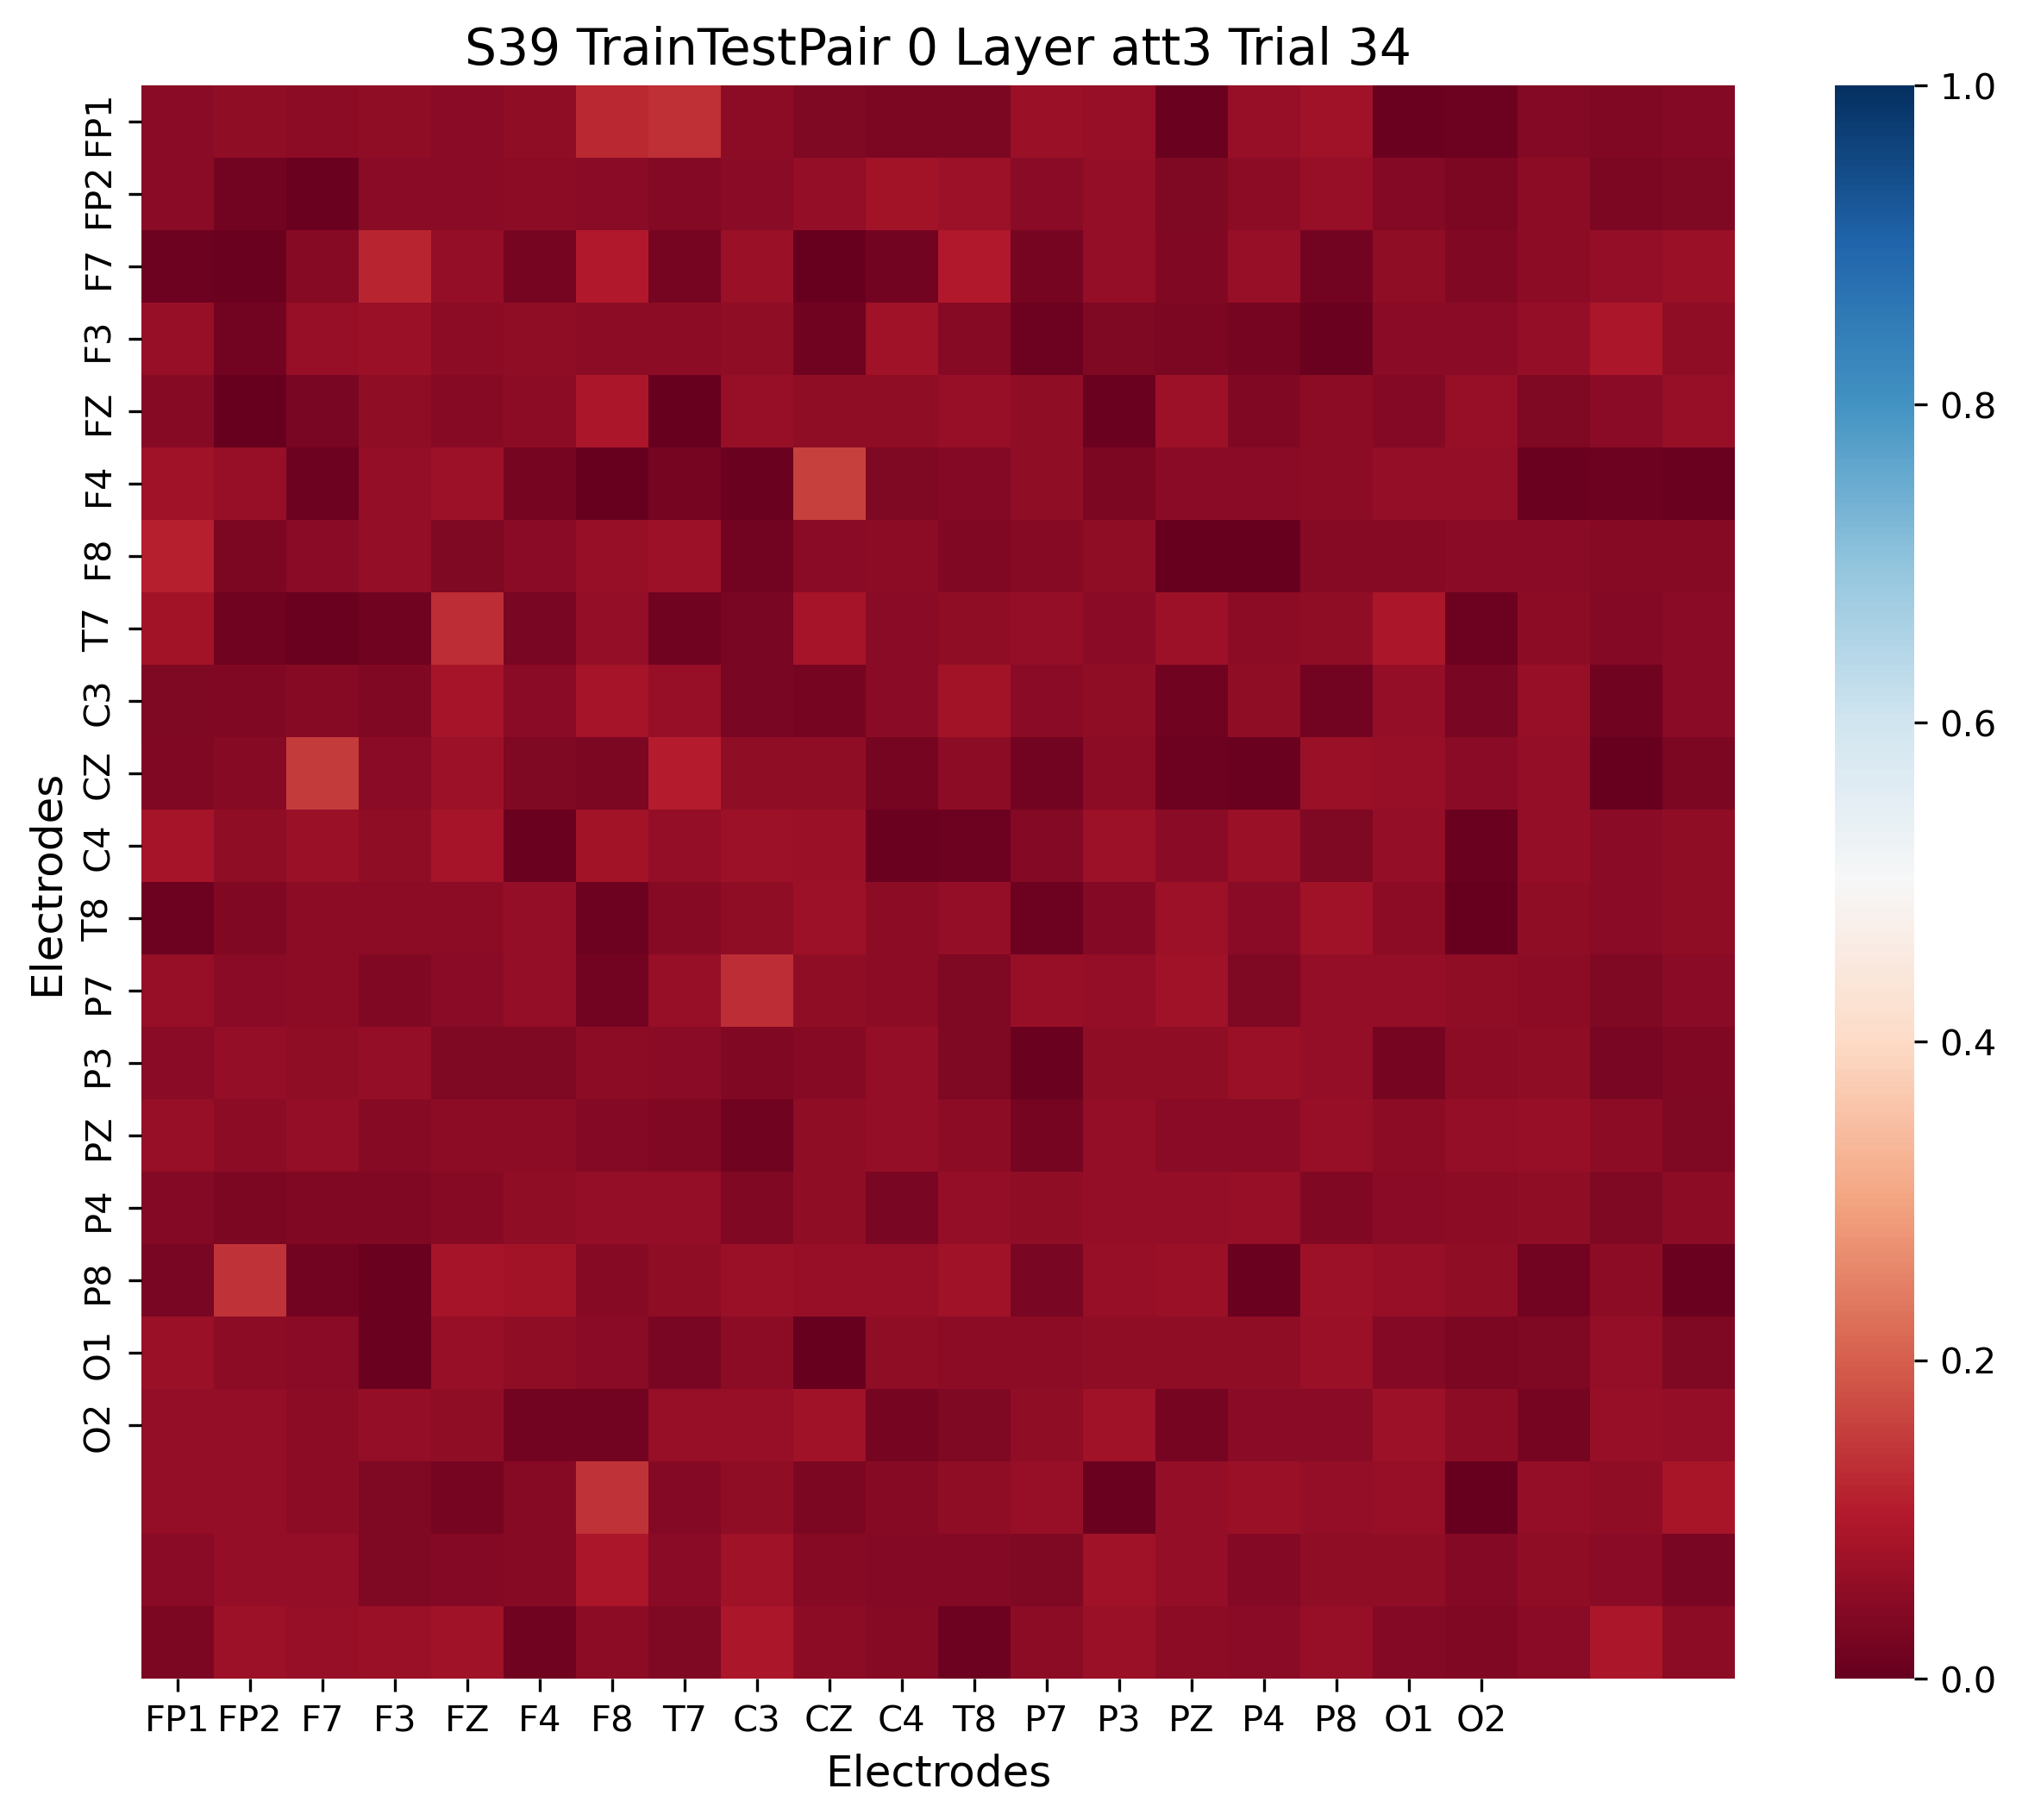 S39 TrainTestPair 0 Layer att3 Trial 34
Electrodes
FP1
FP2
F7
F3
FZ
F4
F8
T7
C3
CZ
C4
T8
P7
P3
PZ
P4
P8
O1
O2
FP1 FP2 F7 F3 FZ F4 F8 T7 C3 CZ C4 T8 P7 P3 PZ P4 P8 O1 O2
Electrodes
1.0
0.8
0.6
0.4
0.2
0.0